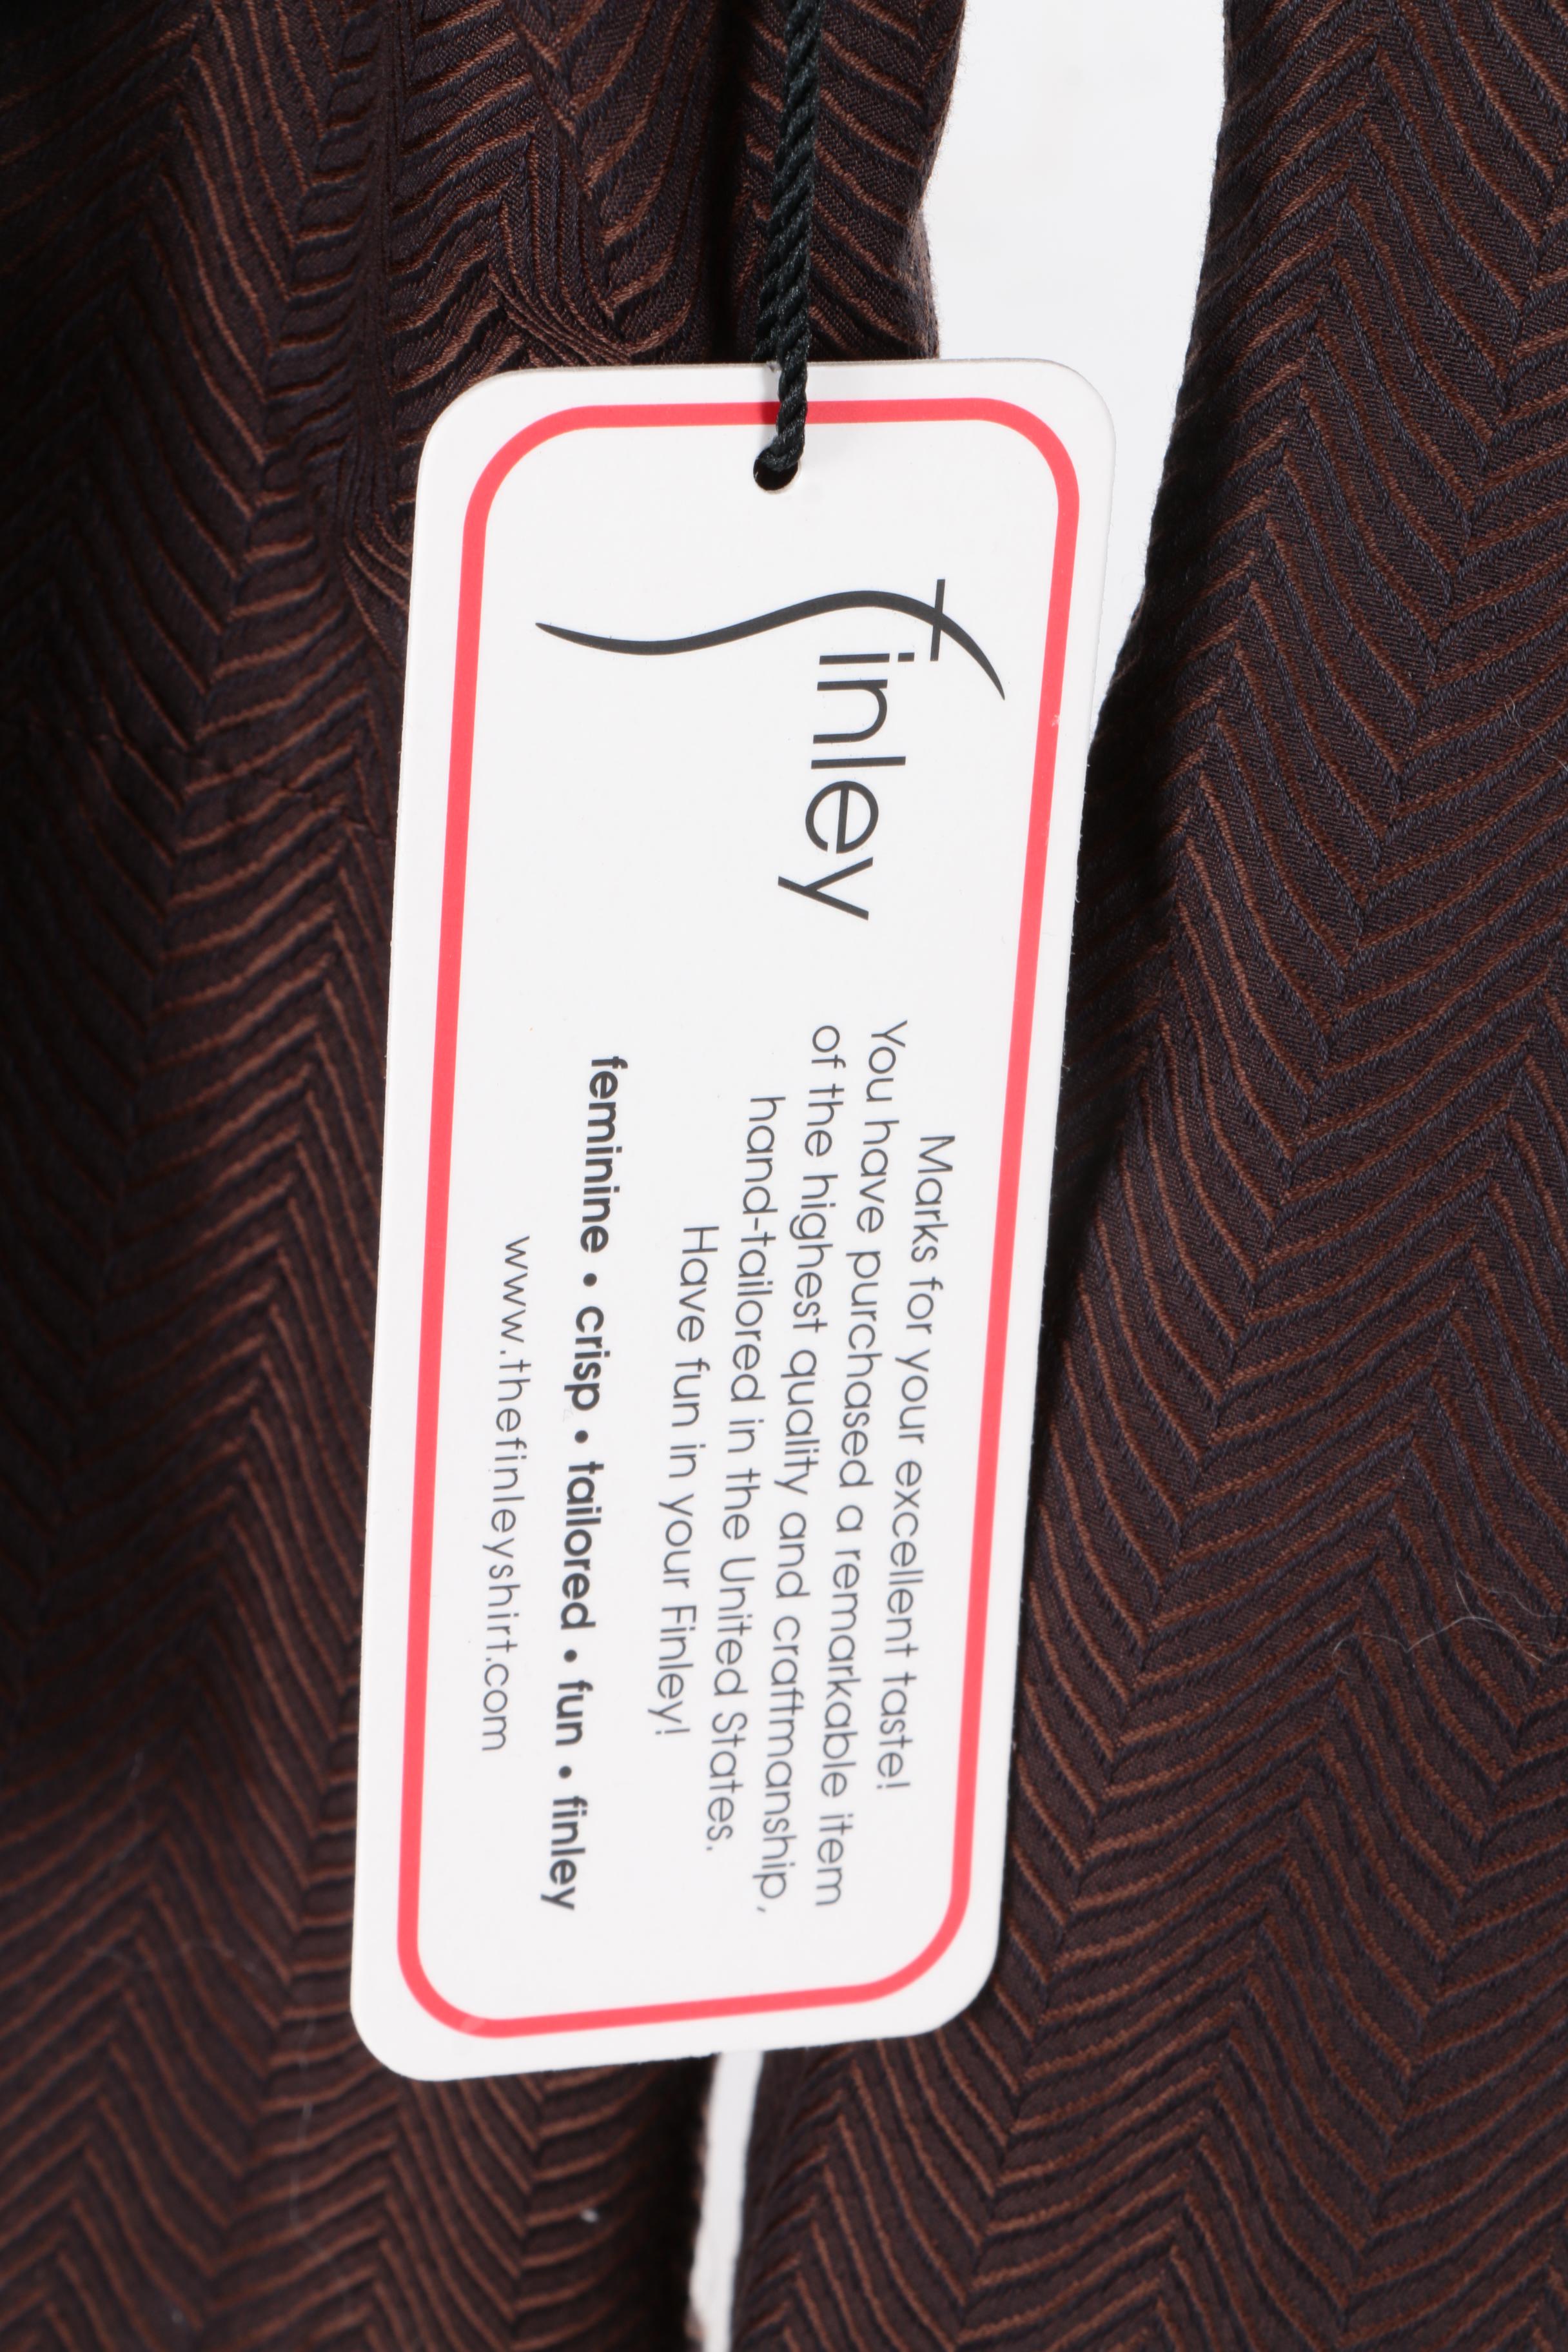 Finley
Marks for your excellent taste!
You have purchased a remarkable item
of the highest quality and craftmanship,
hand-tailored in the United States.
Have fun in your Finley!
feminine • crisp • tailored • fun • finley
www.thefinleyshirt.com